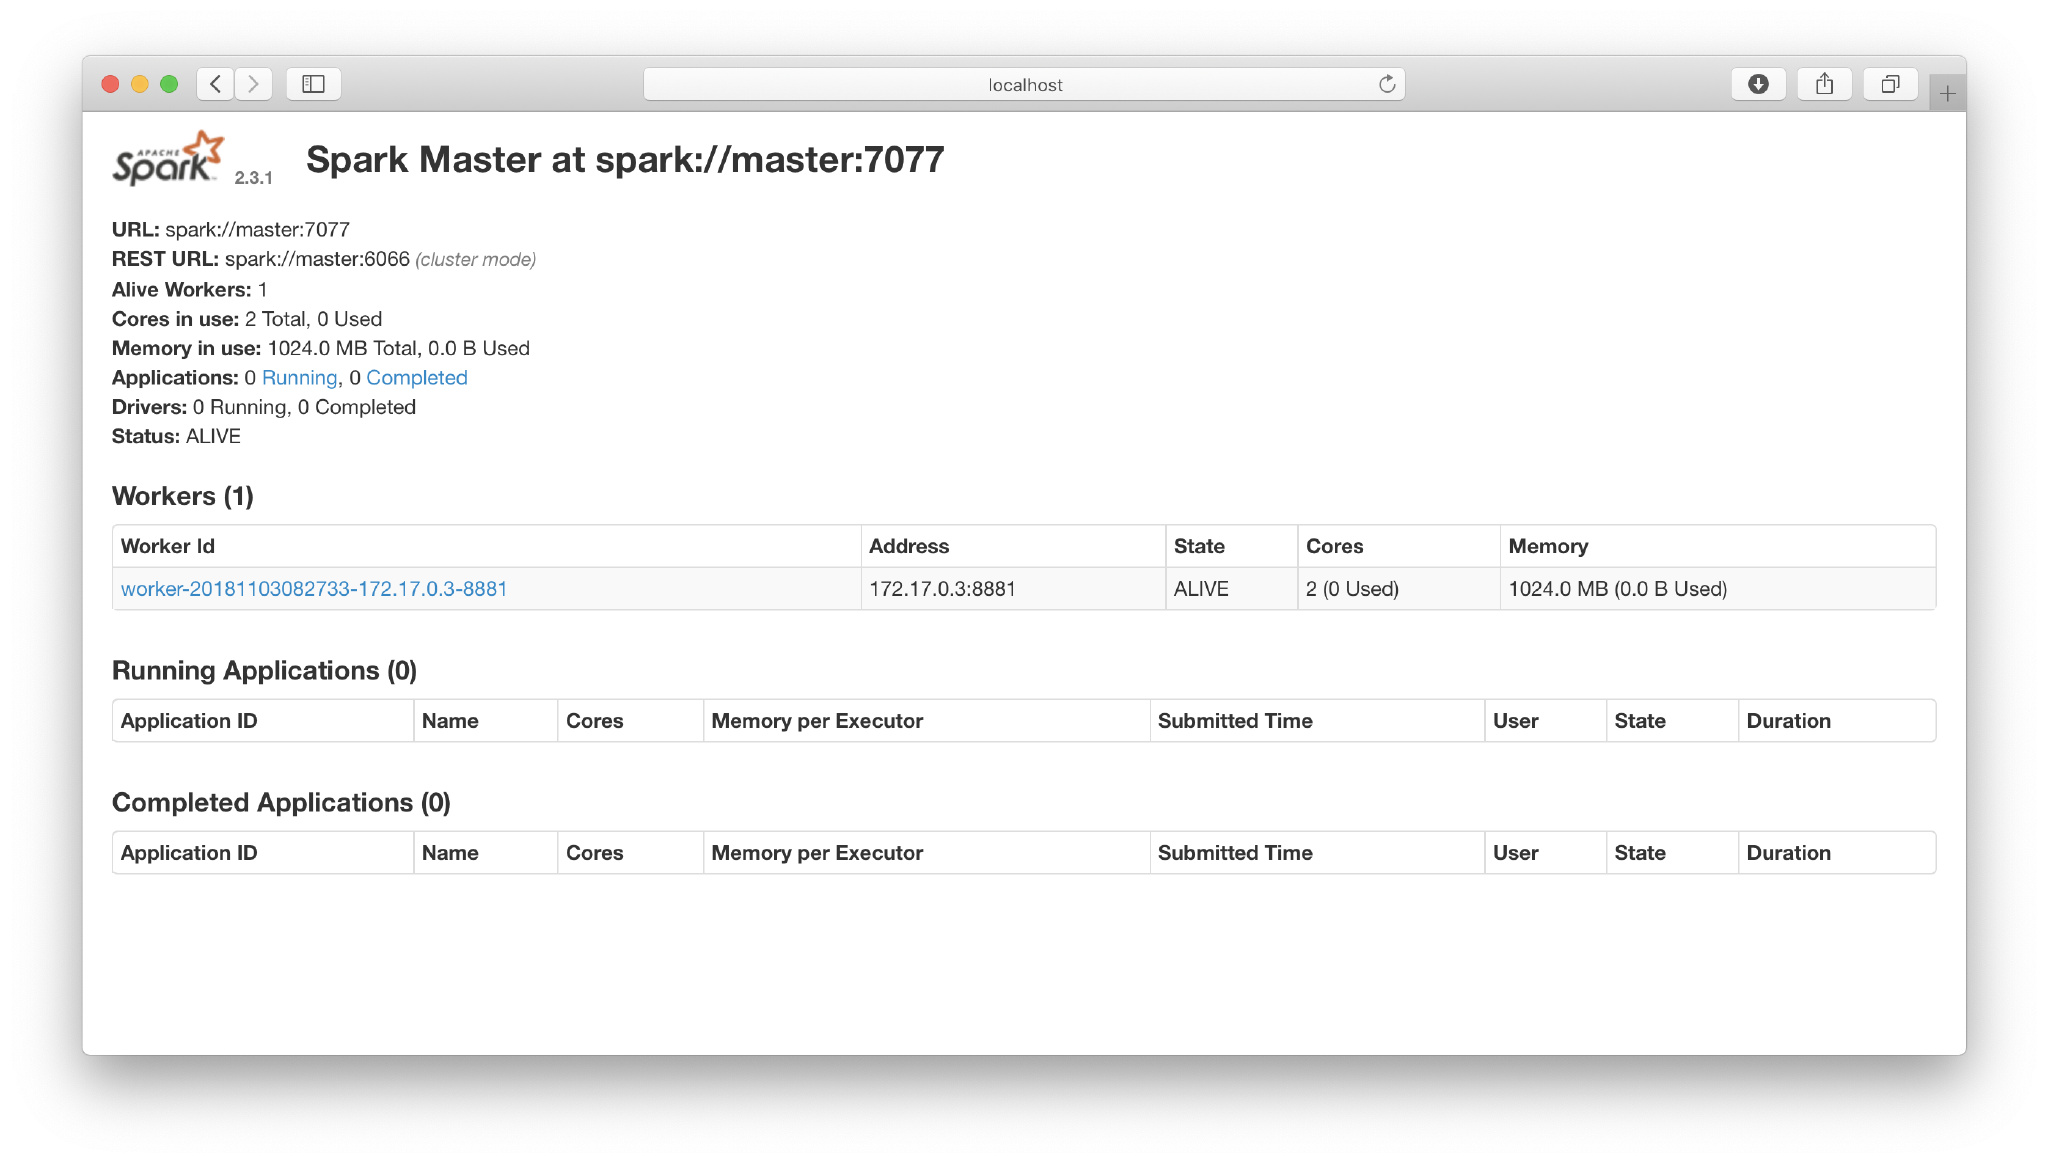 localhost
APACHE
Spark 2.3.1 Spark Master at spark://master:7077
URL: spark://master:7077
REST URL: spark://master:6066 (cluster mode)
Alive Workers: 1
Cores in use: 2 Total, 0 Used
Memory in use: 1024.0 MB Total, 0.0 B Used
Applications: 0 Running, 0 Completed
Drivers: 0 Running, 0 Completed
Status: ALIVE
Workers (1)
Worker Id Address State Cores Memory
worker-20181103082733-172.17.0.3-8881 172.17.0.3:8881 ALIVE 2 (0 Used) 1024.0 MB (0.0 B Used)
Running Applications (0)
Application ID Name Cores Memory per Executor Submitted Time User State Duration
Completed Applications (0)
Application ID Name Cores Memory per Executor Submitted Time User State Duration